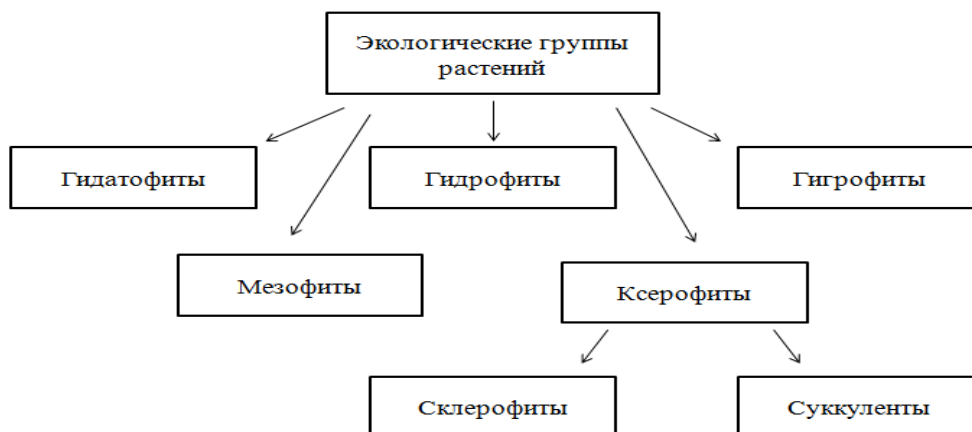 Экологические группы
растений
Гидатофиты
Гидрофиты
Гигрофиты
Мезофиты
Ксерофиты
Склерофиты
Суккуленты